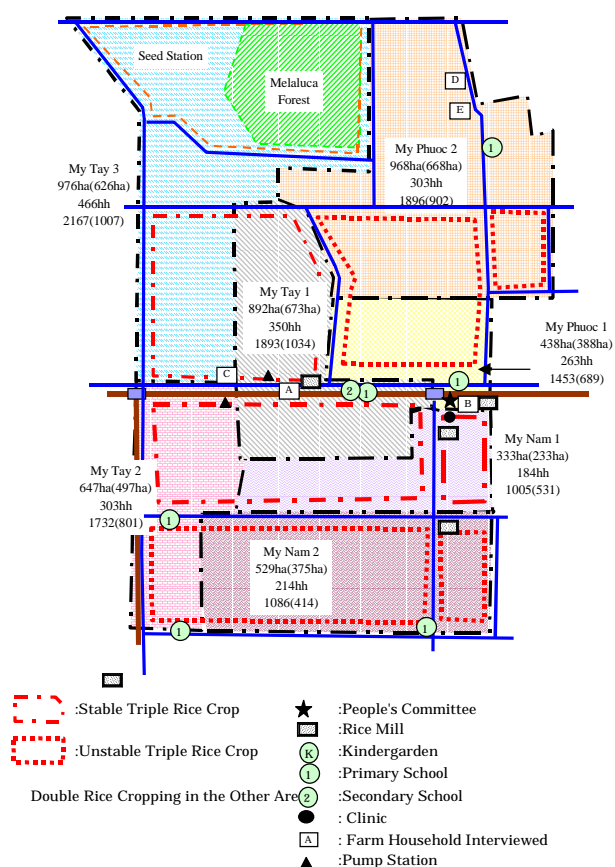 Seed Station
Melaluca
Forest
D
E
1
My Phuoc 2
968ha(668ha)
303hh
1896(902)
My Tay 3
976ha(626ha)
466hh
2167(1007)
My Tay 1
892ha(673ha)
350hh
1893(1034)
My Phuoc 1
438ha(388ha)
263hh
1453(689)
C
A
2
1
1
B
My Nam 1
333ha(233ha)
184hh
1005(531)
My Tay 2
647ha(497ha)
303hh
1732(801)
1
My Nam 2
529ha(375ha)
214hh
1086(414)
1
1
:Stable Triple Rice Crop
:Unstable Triple Rice Crop
Double Rice Cropping in the Other Are
:People's Committee
:Rice Mill
K :Kindergarden
1 :Primary School
2 :Secondary School
: Clinic
A : Farm Household Interviewed
:Pump Station